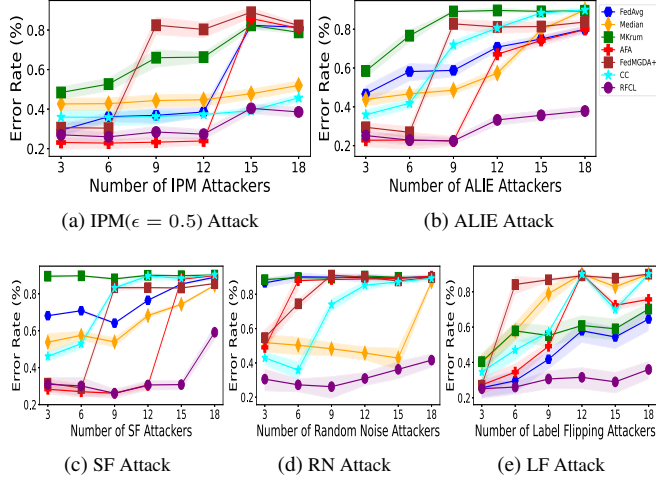 Error Rate (%)
0.8
0.6
0.4
0.2
3 6 9 12 15 18
Number of IPM Attackers
(a) IPM(ϵ = 0.5) Attack
Error Rate (%)
0.8
0.6
0.4
0.2
3 6 9 12 15 18
Number of ALIE Attackers
(b) ALIE Attack
FedAvg
Median
MKrum
AFA
FedMGDA+
CC
RFCL
Error Rate (%)
0.8
0.6
0.4
0.2
3 6 9 12 15 18
Number of SF Attackers
(c) SF Attack
Error Rate (%)
0.8
0.6
0.4
0.2
3 6 9 12 15 18
Number of Random Noise Attackers
(d) RN Attack
Error Rate (%)
0.8
0.6
0.4
0.2
3 6 9 12 15 18
Number of Label Flipping Attackers
(e) LF Attack